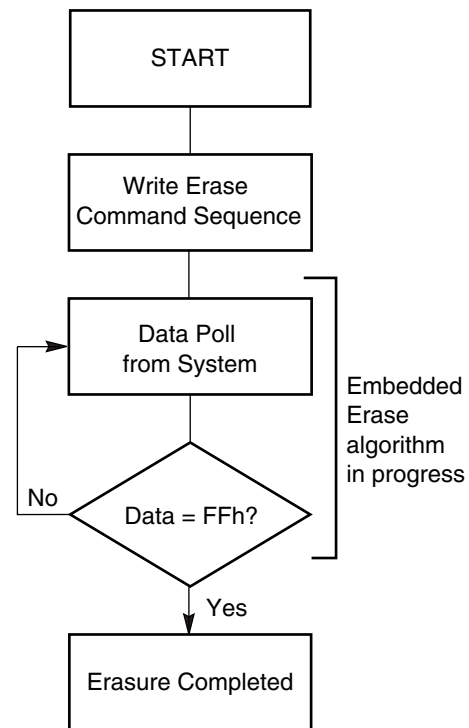 START
Write Erase
Command Sequence
Data Poll
from System
Embedded
Erase
algorithm
in progress
No
Data = FFh?
Yes
Erasure Completed